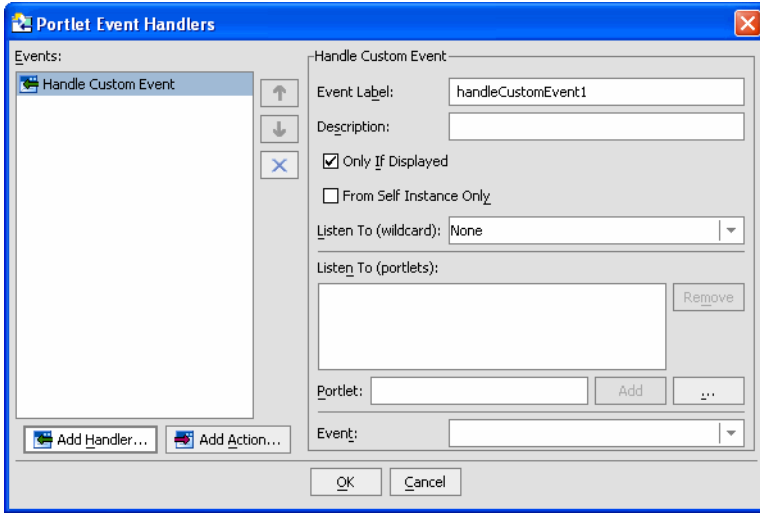 Portlet Event Handlers
Events:
Handle Custom Event
Add Handler...
Add Action...
Handle Custom Event
Event Label: handleCustomEvent1
Description:
Only If Displayed
From Self Instance Only
Listen To (wildcard): None
Listen To (portlets):
Remove
Portlet: Add ...
Event:
OK Cancel